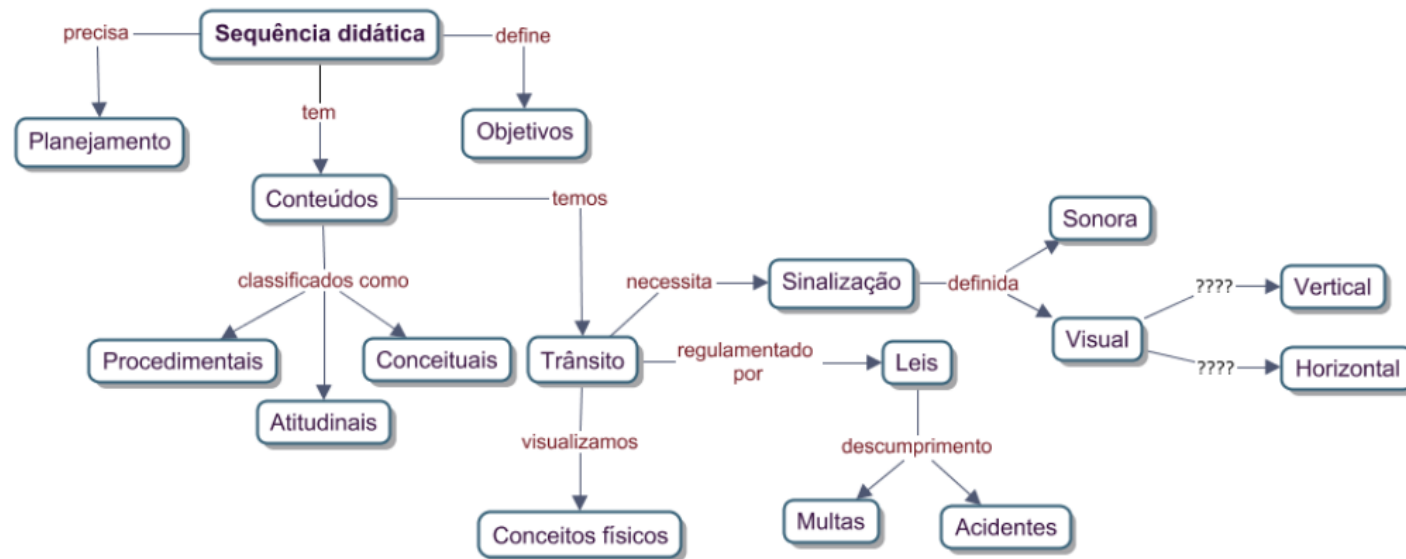 Sequência didática
precisa
define
Planejamento
tem
Objetivos
Conteúdos
temos
Sonora
classificados como
necessita
Sinalização
definida
????
Vertical
Procedimentais
Conceituais
Trânsito
regulamentado
por
Leis
Visual
????
Horizontal
Atitudinais
visualizamos
descumprimento
Conceitos físicos
Multas
Acidentes